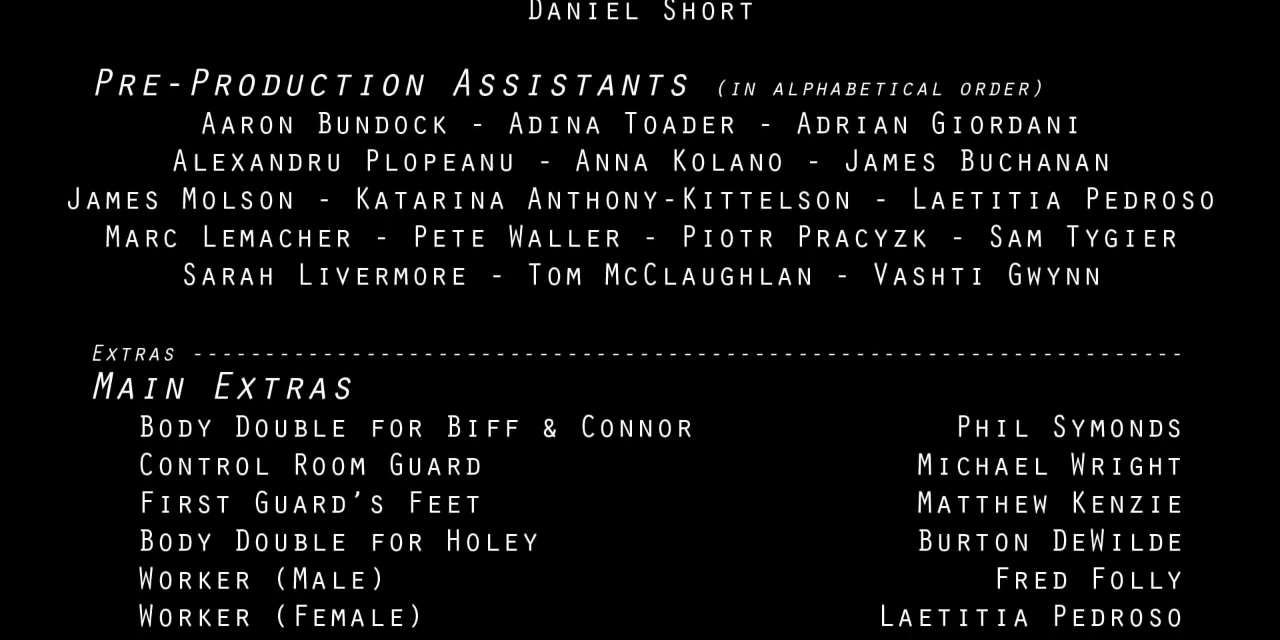 Daniel Short
Pre-Production Assistants (in alphabetical order)
Aaron Bundock - Adina Toader - Adrian Giordani
Alexandru Plopeanu - Anna Kolano - James Buchanan
James Molson - Katarina Anthony-Kittelson - Laetitia Pedroso
Marc Lemacher - Pete Waller - Piotr Pracyzk - Sam Tygier
Sarah Livermore - Tom McClaughlan - Vashti Gwynn
Extras ------------------------------------------------------------------------------------
Main Extras
Body Double for Biff & Connor Phil Symonds
Control Room Guard Michael Wright
First Guard's Feet Matthew Kenzie
Body Double for Holey Burton DeWilde
Worker (Male) Fred Folly
Worker (Female) Laetitia Pedroso